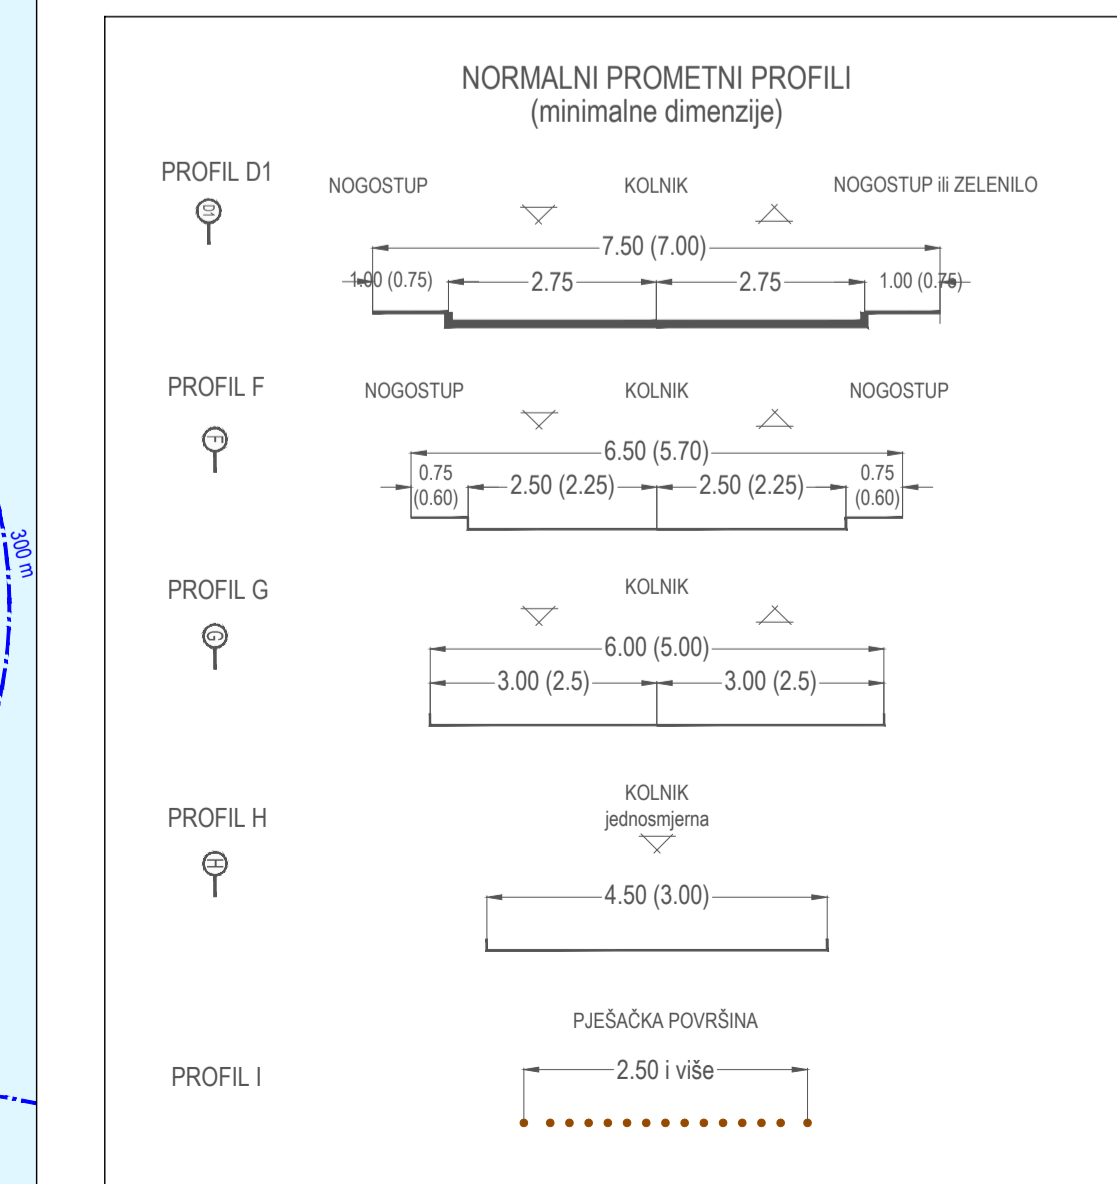 NORMALNI PROMETNI PROFILI
(minimalne dimenzije)
PROFIL D1
D1
NOGOSTUP
KOLNIK
NOGOSTUP ili ZELENILO
7.50 (7.00)
1.00 (0.75)
2.75
2.75
1.00 (0.75)
PROFIL F
F
NOGOSTUP
KOLNIK
NOGOSTUP
6.50 (5.70)
0.75
(0.60)
2.50 (2.25)
2.50 (2.25)
0.75
(0.60)
300 m
PROFIL G
G
KOLNIK
6.00 (5.00)
3.00 (2.5)
3.00 (2.5)
PROFIL H
H
KOLNIK
jednosmjerna
4.50 (3.00)
PROFIL I
PJEŠAČKA POVRŠINA
2.50 i više